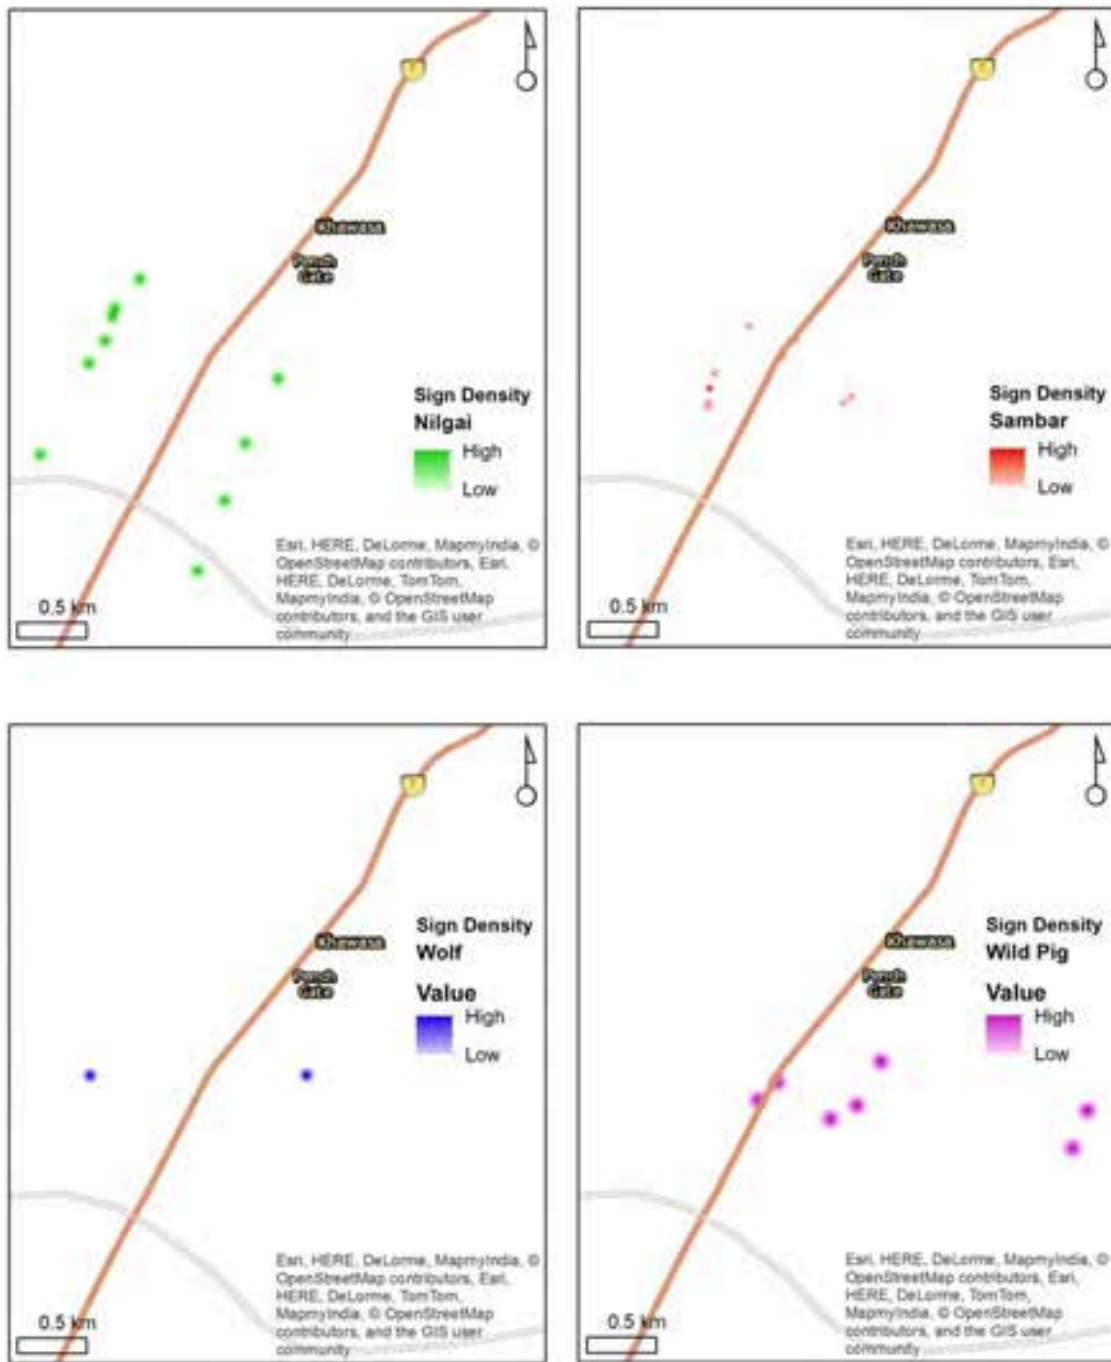 Khawasa
Pench
Gate
Sign Density
Nilgai
High
Low
Esri, HERE, DeLorme, MapmyIndia, ©
OpenStreetMap contributors, Esri,
HERE, DeLorme, TomTom,
MapmyIndia, © OpenStreetMap
contributors, and the GIS user
community
0.5 km
Khawasa
Pench
Gate
Sign Density
Sambar
High
Low
Esri, HERE, DeLorme, MapmyIndia, ©
OpenStreetMap contributors, Esri,
HERE, DeLorme, TomTom,
MapmyIndia, © OpenStreetMap
contributors, and the GIS user
community
0.5 km
Khawasa
Pench
Gate
Sign Density
Wolf
Value
High
Low
Esri, HERE, DeLorme, MapmyIndia, ©
OpenStreetMap contributors, Esri,
HERE, DeLorme, TomTom,
MapmyIndia, © OpenStreetMap
contributors, and the GIS user
community
0.5 km
Khawasa
Pench
Gate
Sign Density
Wild Pig
Value
High
Low
Esri, HERE, DeLorme, MapmyIndia, ©
OpenStreetMap contributors, Esri,
HERE, DeLorme, TomTom,
MapmyIndia, © OpenStreetMap
contributors, and the GIS user
community
0.5 km